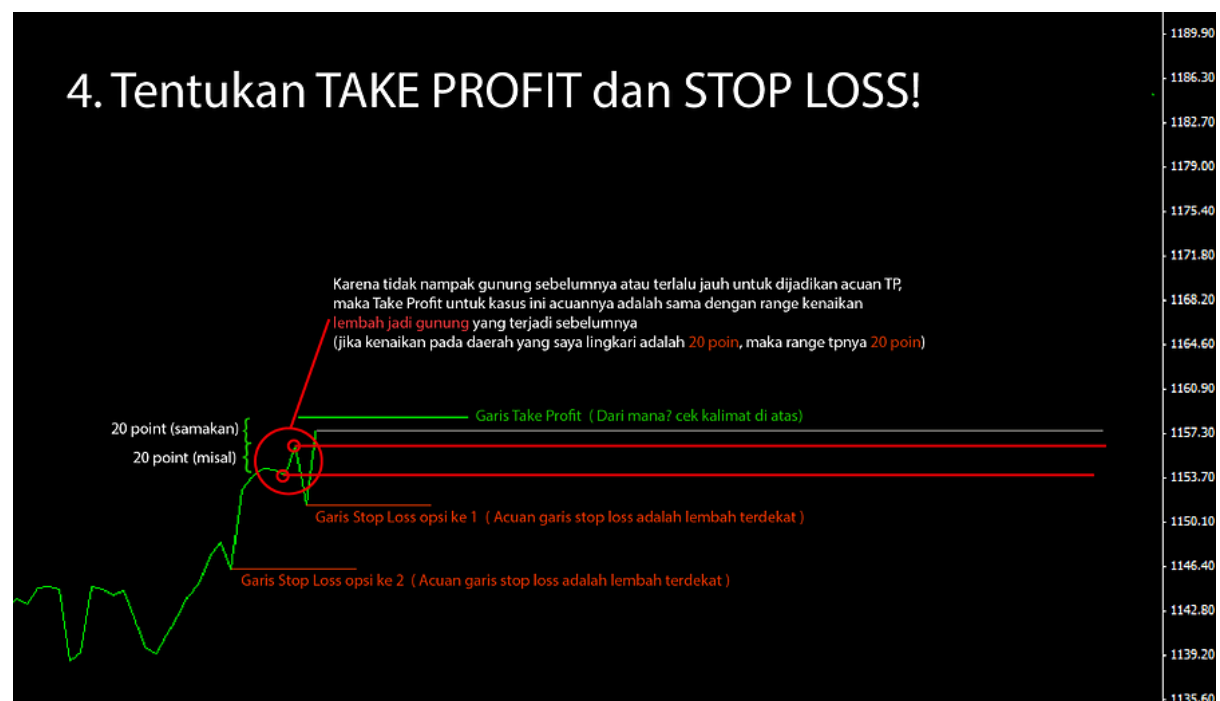 4. Tentukan TAKE PROFIT dan STOP LOSS!
Karena tidak nampak gunung sebelumnya atau terlalu jauh untuk dijadikan acuan TP,
maka Take Profit untuk kasus ini acuannya adalah sama dengan range kenaikan
lembah jadi gunung yang terjadi sebelumnya
(jika kenaikan pada daerah yang saya lingkari adalah 20 poin, maka range tpnya 20 poin)
Garis Take Profit ( Dari mana? cek kalimat di atas)
20 point (samakan)
20 point (misal)
Garis Stop Loss opsi ke 1 ( Acuan garis stop loss adalah lembah terdekat )
Garis Stop Loss opsi ke 2 ( Acuan garis stop loss adalah lembah terdekat )
1189.90
1186.30
1182.70
1179.00
1175.40
1171.80
1168.20
1164.60
1160.90
1157.30
1153.70
1150.10
1146.40
1142.80
1139.20
1135.60